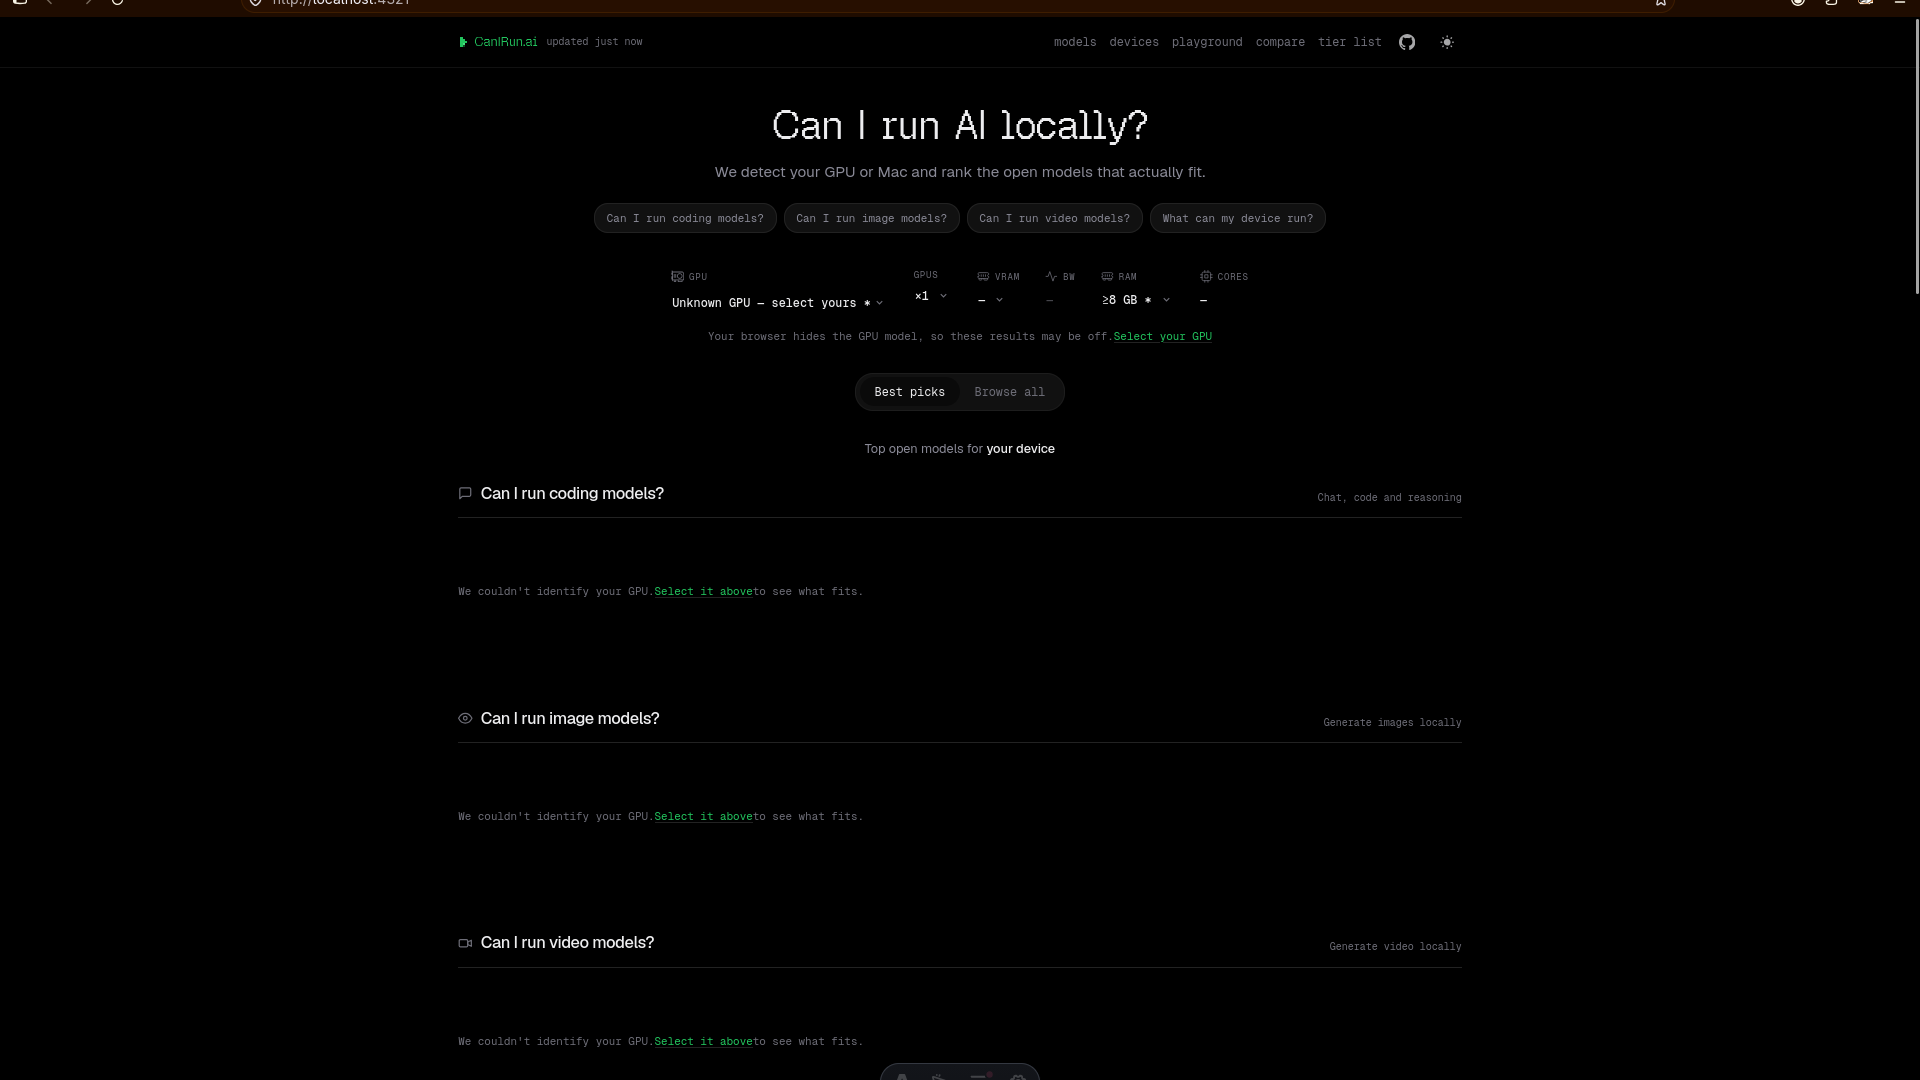 http://localhost:4321
CanIRun.ai updated just now
models devices playground compare tier list
Can I run AI locally?
We detect your GPU or Mac and rank the open models that actually fit.
Can I run coding models? Can I run image models? Can I run video models? What can my device run?
GPU GPUS VRAM BW RAM CORES
Unknown GPU — select yours * ×1 — — ≥8 GB * —
Your browser hides the GPU model, so these results may be off.Select your GPU
Best picks Browse all
Top open models for your device
Can I run coding models? Chat, code and reasoning
We couldn't identify your GPU.Select it aboveto see what fits.
Can I run image models? Generate images locally
We couldn't identify your GPU.Select it aboveto see what fits.
Can I run video models? Generate video locally
We couldn't identify your GPU.Select it aboveto see what fits.